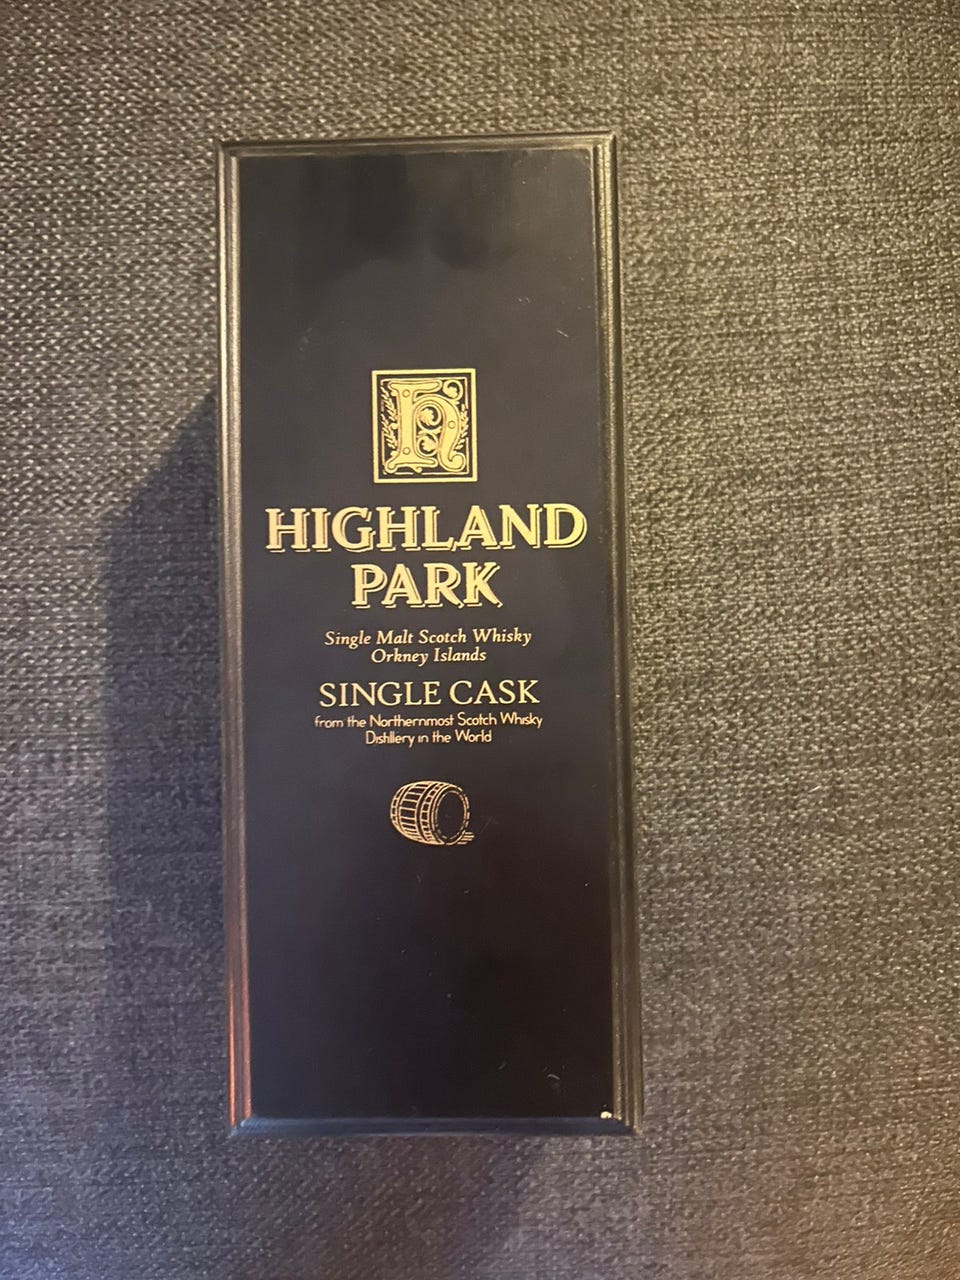 H
HIGHLAND
PARK
Single Malt Scotch Whisky
Orkney Islands
SINGLE CASK
from the Northernmost Scotch Whisky
Distillery in the World